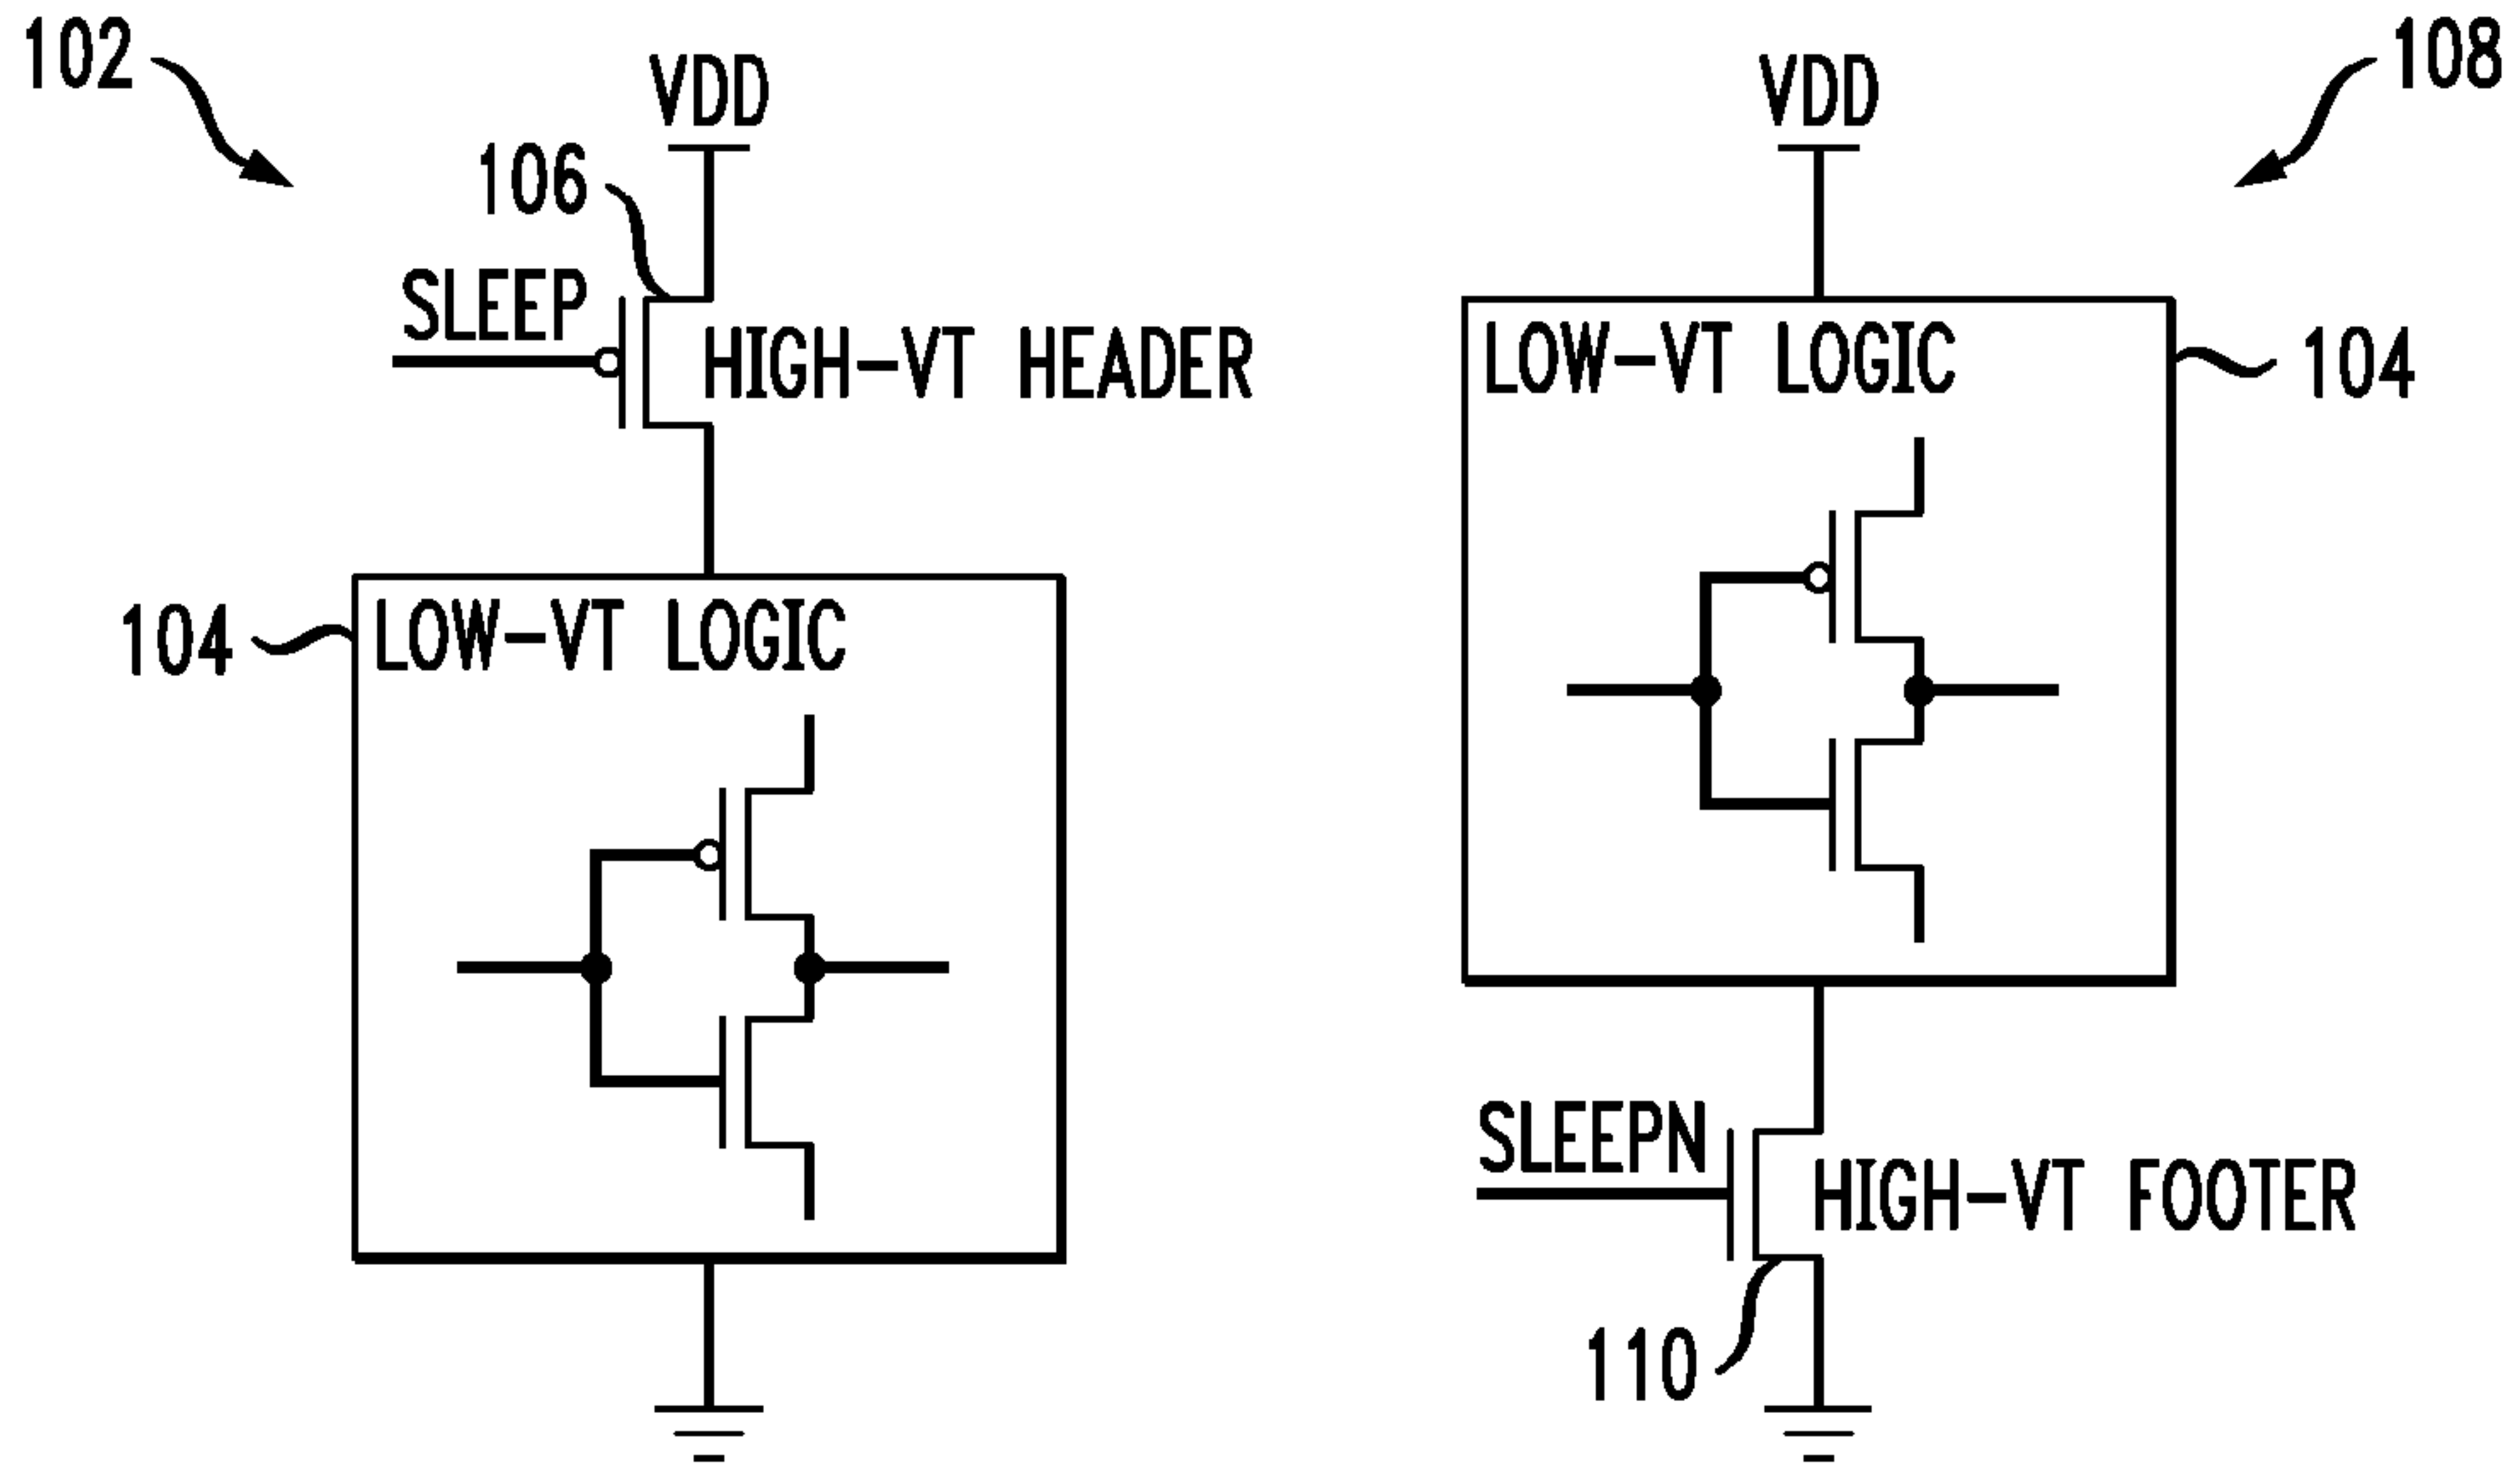 102
VDD
106
SLEEP
HIGH-VT HEADER
104
LOW-VT LOGIC
VDD
108
LOW-VT LOGIC
104
SLEEPN
HIGH-VT FOOTER
110